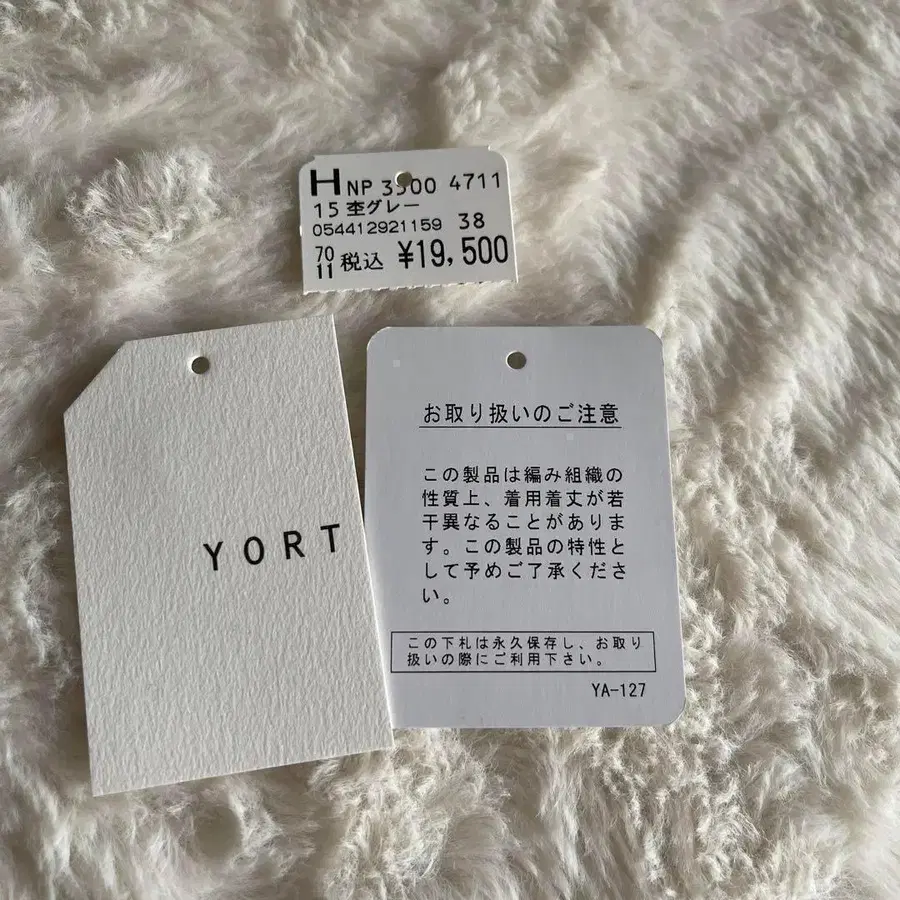 HNP 3500 4711
15 杢グレー
054412921159 38
70
11 税込 ¥19,500
YORT
お取り扱いのご注意
この製品は編み組織の
性質上、着用着丈が若
干異なることがありま
す。この製品の特性と
して予めご了承くださ
い。
この下札は永久保存し、お取り
扱いの際にご利用下さい。
YA-127